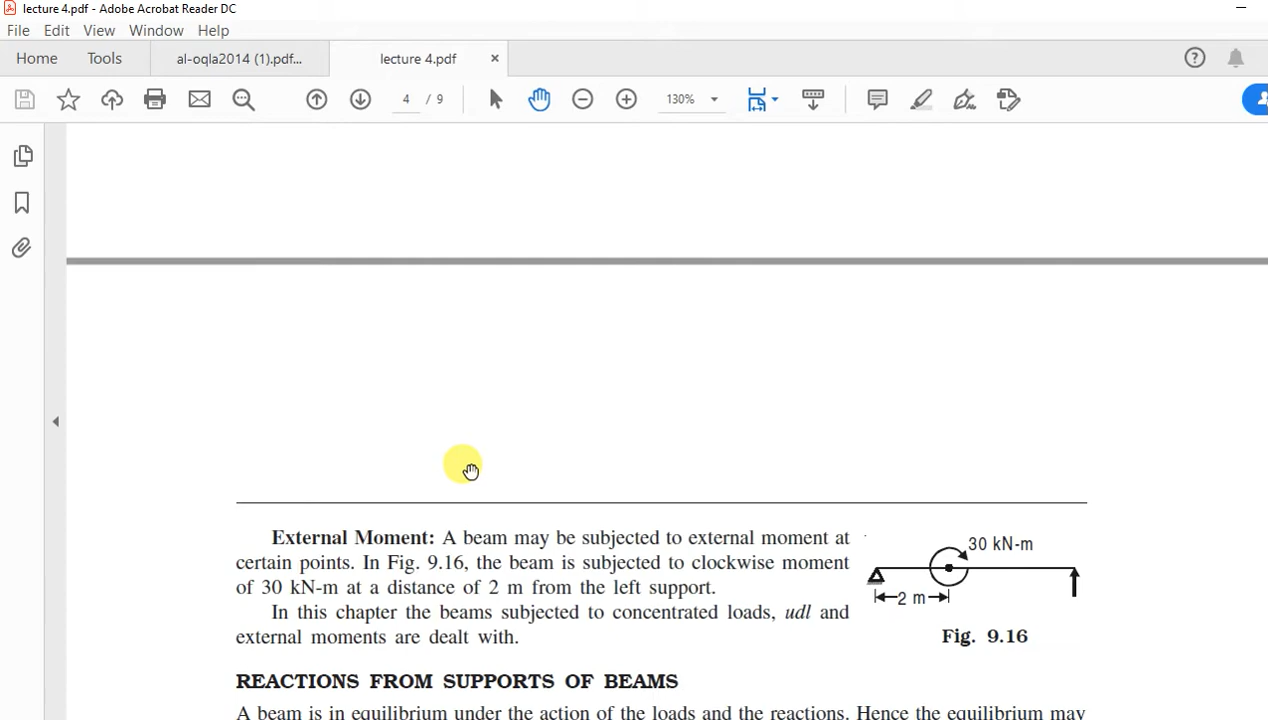 lecture 4.pdf - Adobe Acrobat Reader DC
File Edit View Window Help
Home Tools al-oqla2014 (1).pdf... lecture 4.pdf ×
4 / 9 130%
External Moment: A beam may be subjected to external moment at
certain points. In Fig. 9.16, the beam is subjected to clockwise moment
of 30 kN-m at a distance of 2 m from the left support.
In this chapter the beams subjected to concentrated loads, udl and
external moments are dealt with.
30 kN-m
2 m
Fig. 9.16
REACTIONS FROM SUPPORTS OF BEAMS
A beam is in equilibrium under the action of the loads and the reactions. Hence the equilibrium may